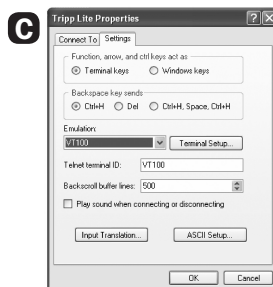 C
Tripp Lite Properties
Connect To Settings
Function, arrow, and ctrl keys act as
Terminal keys Windows keys
Backspace key sends
Ctrl+H Del Ctrl+H, Space, Ctrl+H
Emulation:
VT100 Terminal Setup...
Telnet terminal ID: VT100
Backscroll buffer lines: 500
Play sound when connecting or disconnecting
Input Translation... ASCII Setup...
OK Cancel